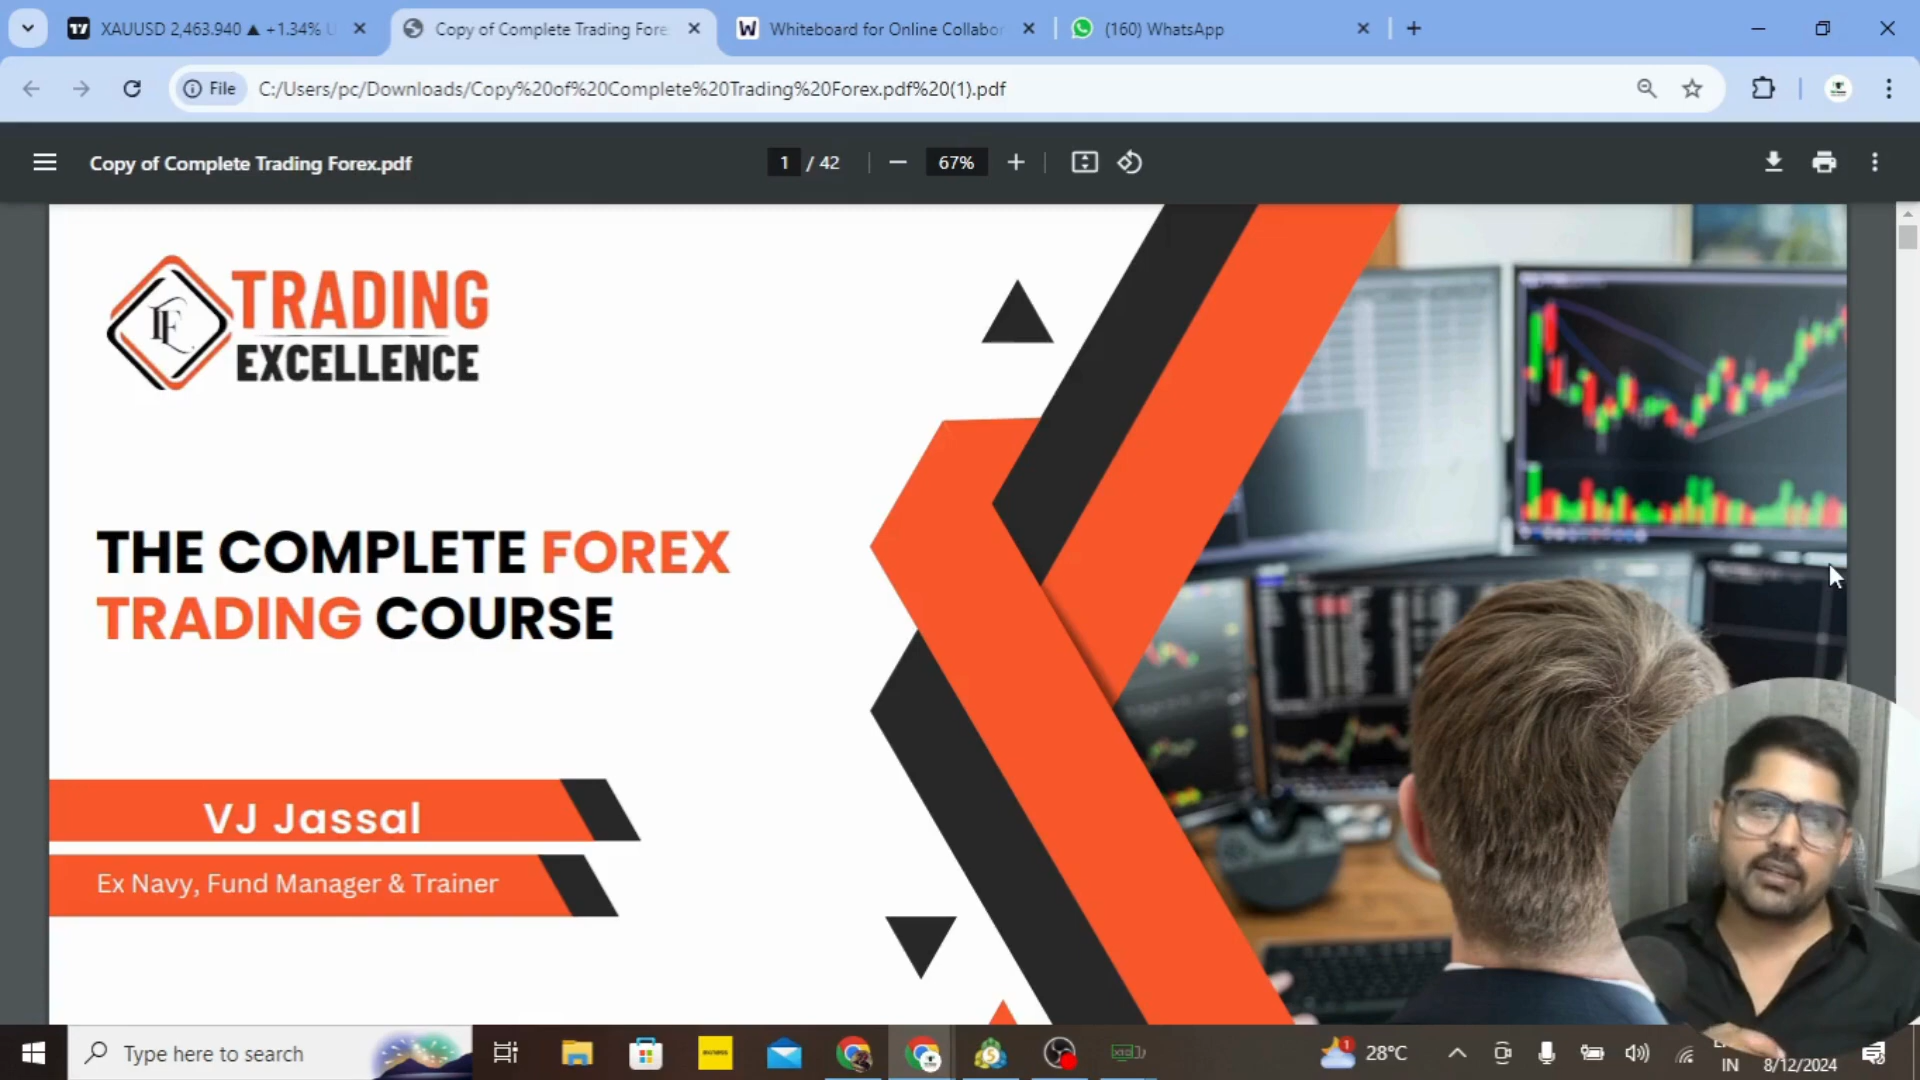 XAUUSD 2,463.940 ▲ +1.34%
Copy of Complete Trading Fore
Whiteboard for Online Collabor
(160) WhatsApp
File
C:/Users/pc/Downloads/Copy%20of%20Complete%20Trading%20Forex.pdf%20(1).pdf
Copy of Complete Trading Forex.pdf
1 / 42
67%
TRADING
EXCELLENCE
THE COMPLETE FOREX
TRADING COURSE
VJ Jassal
Ex Navy, Fund Manager & Trainer
Type here to search
1
28°C
IN
8/12/2024